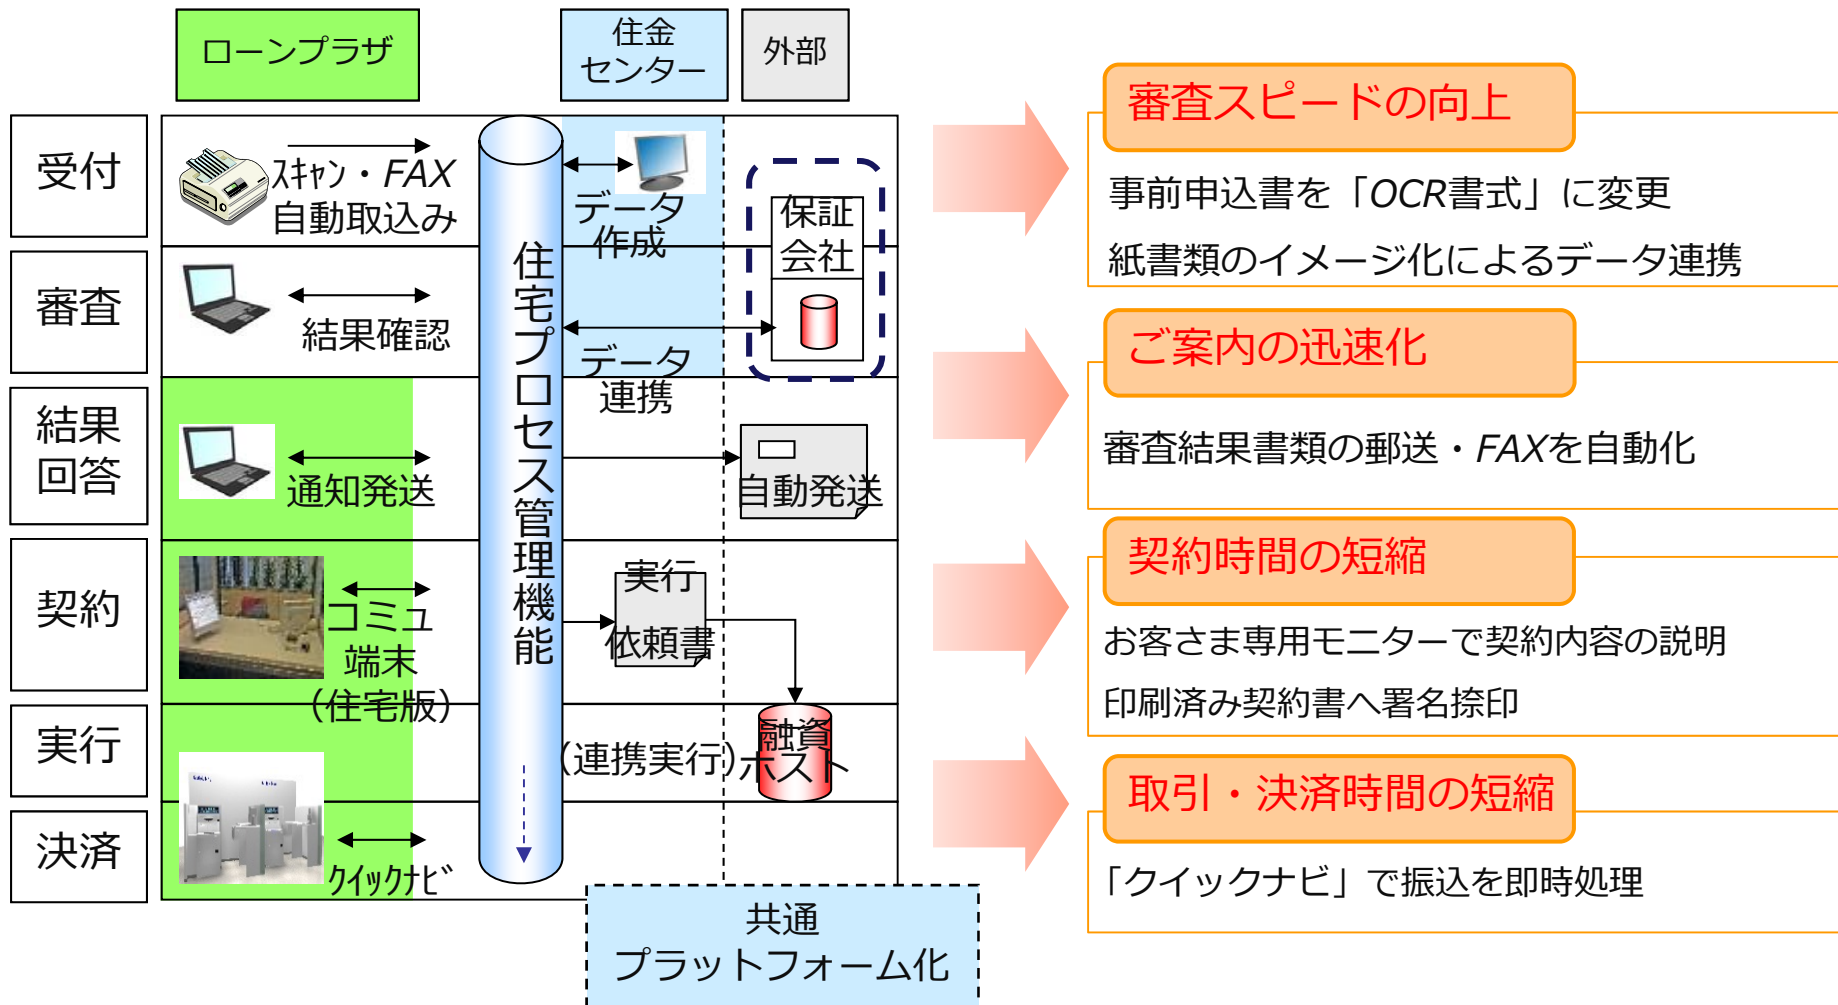 ローンプラザ
住金
センター
外部
受付
ｽｷｬﾝ・FAX
自動取込み
データ
作成
保証
会社
審査
結果確認
データ
連携
住宅プロセス管理機能
結果
回答
通知発送
自動発送
契約
コミュ
端末
（住宅版）
実行
依頼書
実行
（連携実行）
融資
ホスト
決済
ｸｲｯｸﾅﾋﾞ
共通
プラットフォーム化
審査スピードの向上
事前申込書を「OCR書式」に変更
紙書類のイメージ化によるデータ連携
ご案内の迅速化
審査結果書類の郵送・FAXを自動化
契約時間の短縮
お客さま専用モニターで契約内容の説明
印刷済み契約書へ署名捺印
取引・決済時間の短縮
「クイックナビ」で振込を即時処理